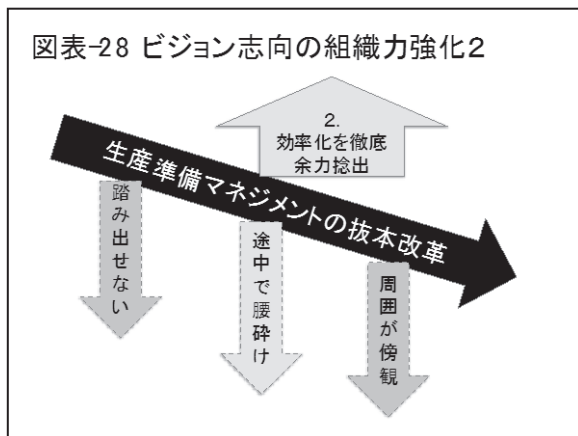 図表-28 ビジョン志向の組織力強化2
2.
効率化を徹底
余力捻出
生産準備マネジメントの抜本改革
踏み出せない
途中で腰砕け
周囲が傍観